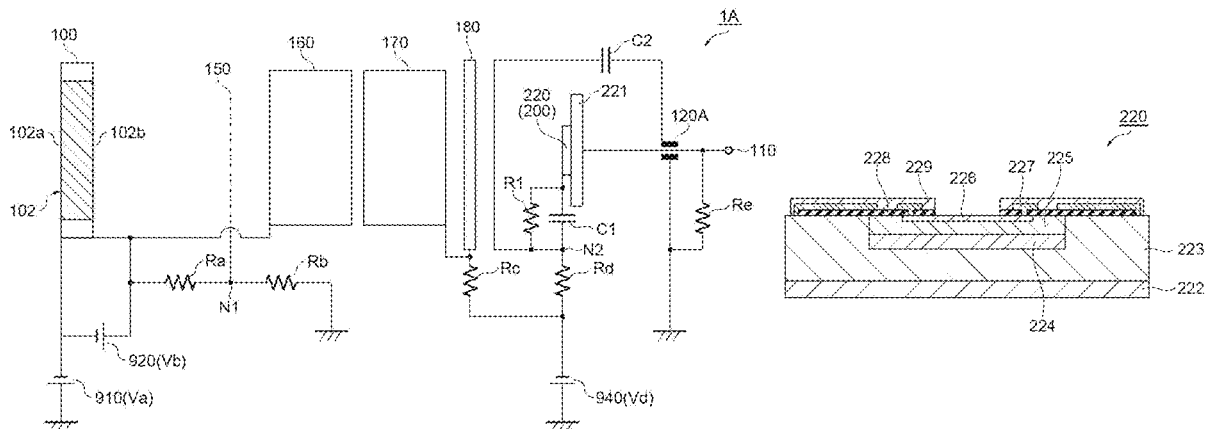 1A
100
150
160
170
180
C2
220
(200)
221
120A
110
102a
102b
102
R1
C1
Re
N2
Ra
Rb
Rc
Rd
N1
920(Vb)
910(Va)
940(Vd)
220
228
229
226
227
225
223
222
224